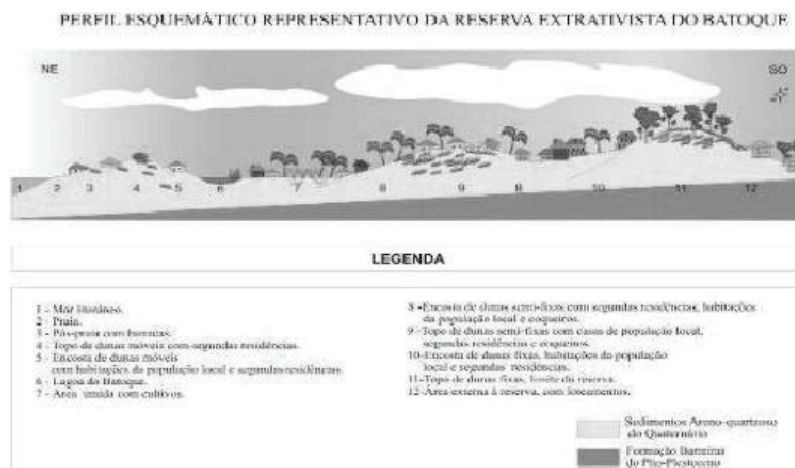 PERFIL ESQUEMÁTICO REPRESENTATIVO DA RESERVA EXTRATIVISTA DO BATOQUE
NE
SO
1 2 3 4 5 6 7 8 9 8 10 11 12
LEGENDA
1 - Mar litorâneo.
2 - Praia.
3 - Pós-praia com barracas.
4 - Topo de dunas móveis com segundas residências.
5 - Encosta de dunas móveis
com habitações da população local e segundas residências.
6 - Lagoa do Batoque.
7 - Área úmida com cultivos.
8 -Encosta de dunas semi-fixas com segundas residências, habitações
da população local e coqueiros.
9 -Topo de dunas semi-fixas com casas de população local,
segundas residências e coqueiros.
10-Encosta de dunas fixas, habitações da população
local e segundas residências.
11-Topo de dunas fixas, limite da reserva.
12-Área externa à reserva, com loteamentos.
Sedimentos Areno-quartzoso
do Quaternário
Formação Barreiras
do Plio-Pleistoceno